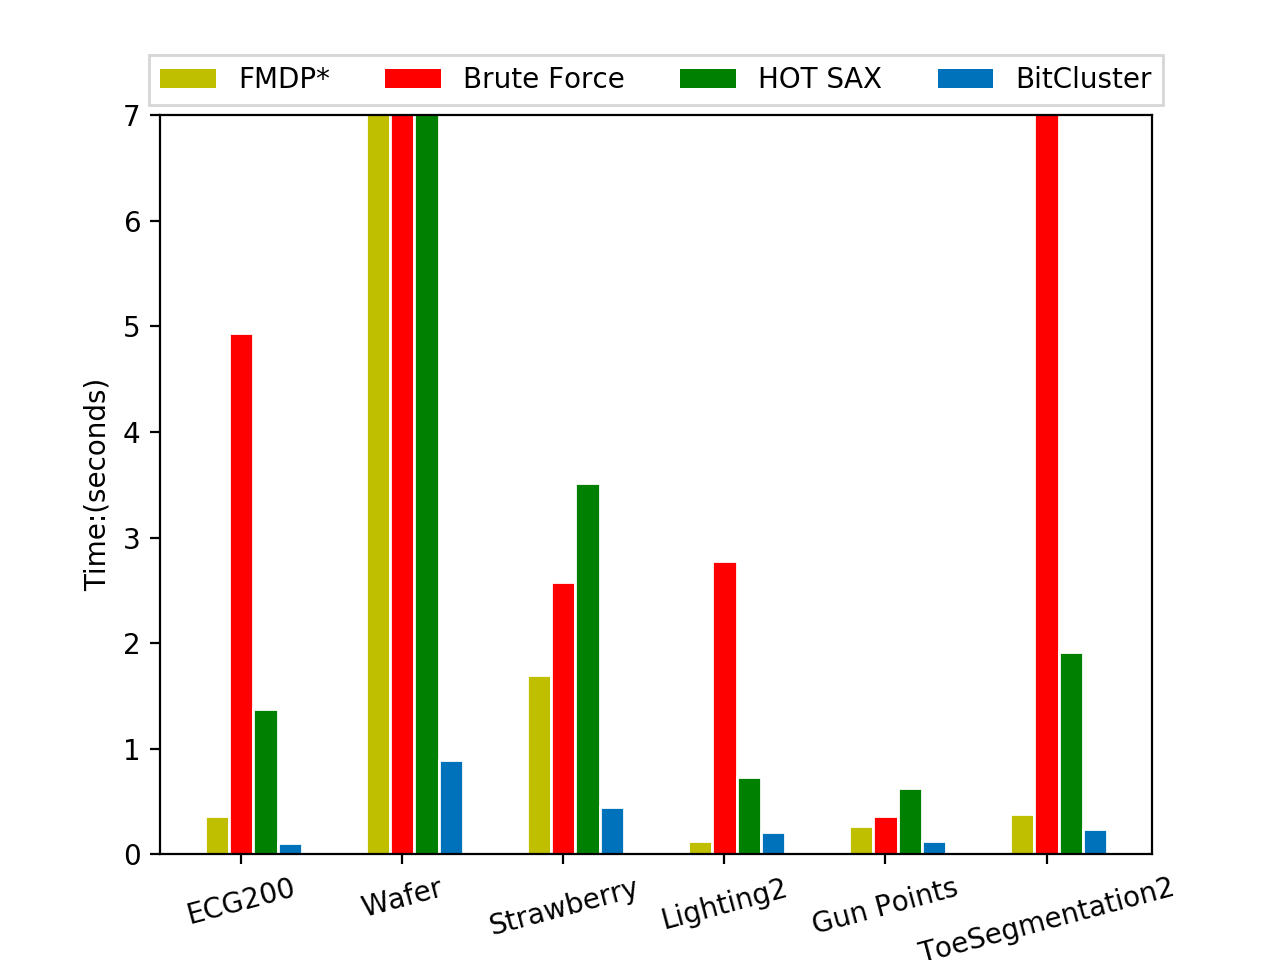 FMDP* Brute Force HOT SAX BitCluster
7
6
5
4
3
2
1
0
Time:(seconds)
ECG200 Wafer Strawberry Lighting2 Gun Points ToeSegmentation2